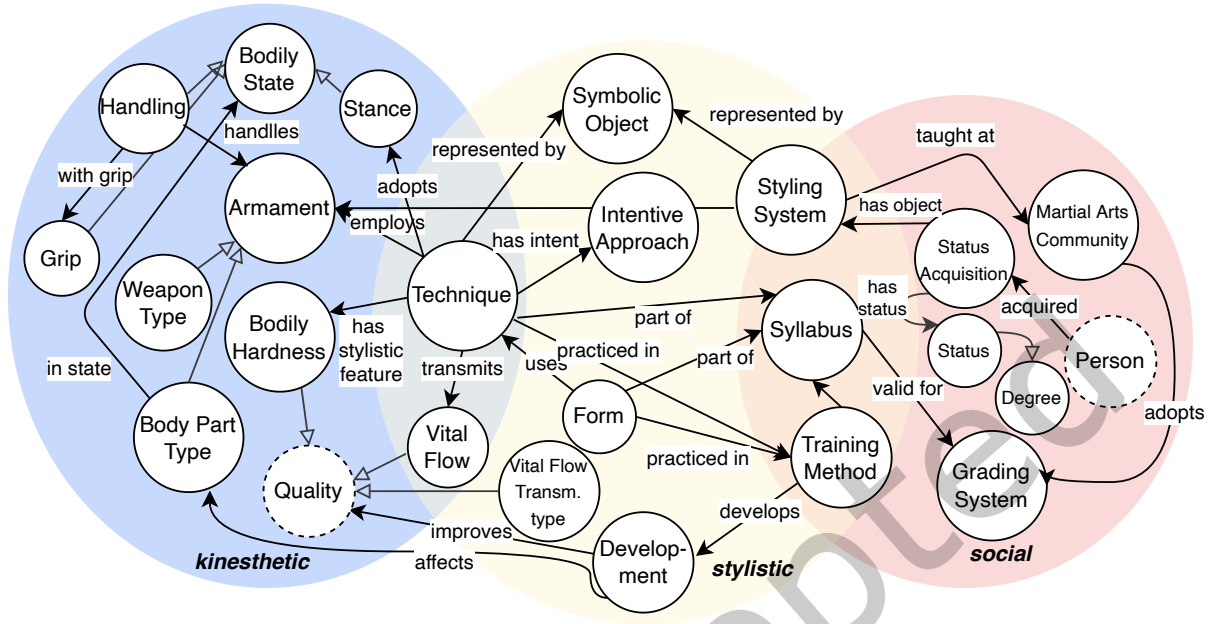 Bodily
State
Handling
Stance
handlles
with grip
Grip
Armament
adopts
employs
Weapon
Type
Bodily
Hardness
in state
Body Part
Type
has
stylistic
feature
Quality
kinesthetic
Symbolic
Object
represented by
represented by
Intentive
Approach
has intent
Technique
transmits
Vital
Flow
part of
practiced in
uses
part of
Form
practiced in
Vital Flow
Transm.
type
improves
affects
develops
Develop-
ment
stylistic
Styling
System
Syllabus
Training
Method
taught at
has object
Martial Arts
Community
Status
Acquisition
has
status
acquired
Status
Person
Degree
valid for
adopts
Grading
System
social
epted